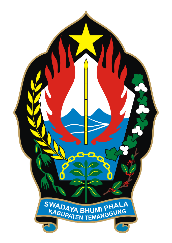 SWADAYA BHUMI PHALA
KABUPATEN TEMANGGUNG